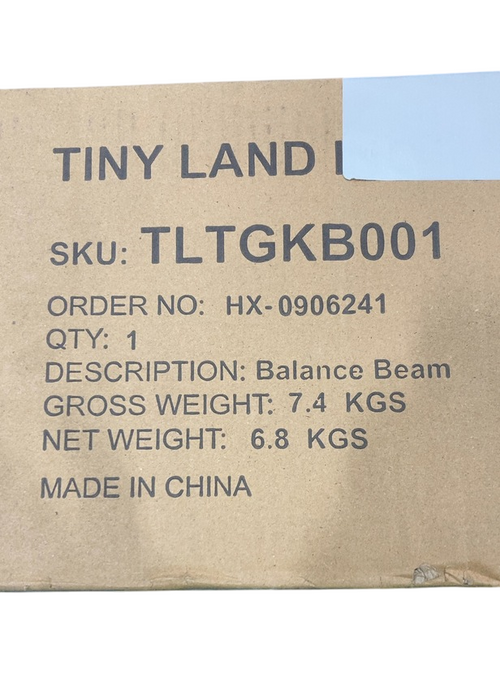 TINY LAND
SKU: TLTGKB001
ORDER NO: HX-0906241
QTY: 1
DESCRIPTION: Balance Beam
GROSS WEIGHT: 7.4 KGS
NET WEIGHT: 6.8 KGS
MADE IN CHINA